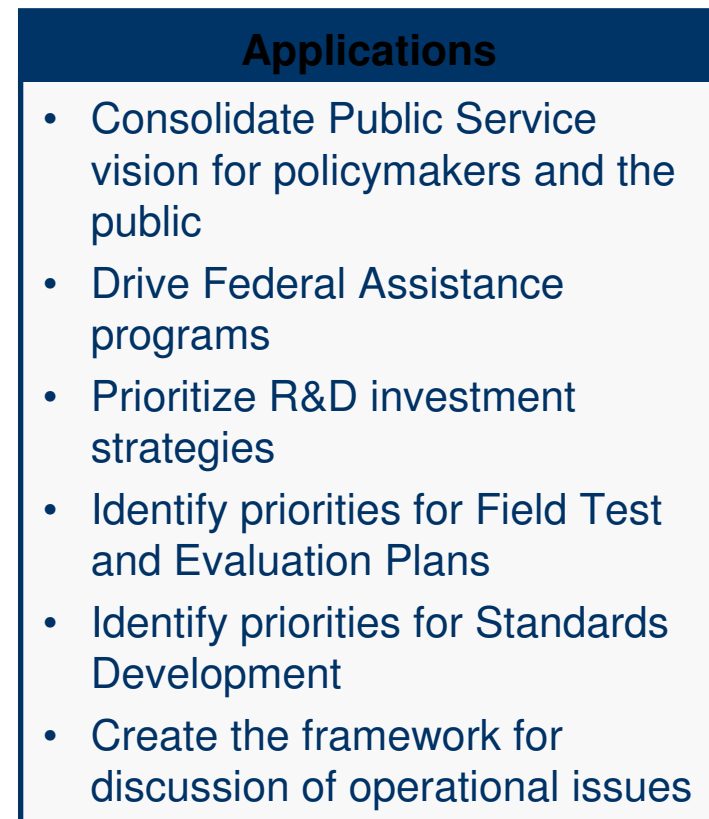 Applications
• Consolidate Public Service
vision for policymakers and the
public
• Drive Federal Assistance
programs
• Prioritize R&D investment
strategies
• Identify priorities for Field Test
and Evaluation Plans
• Identify priorities for Standards
Development
• Create the framework for
discussion of operational issues